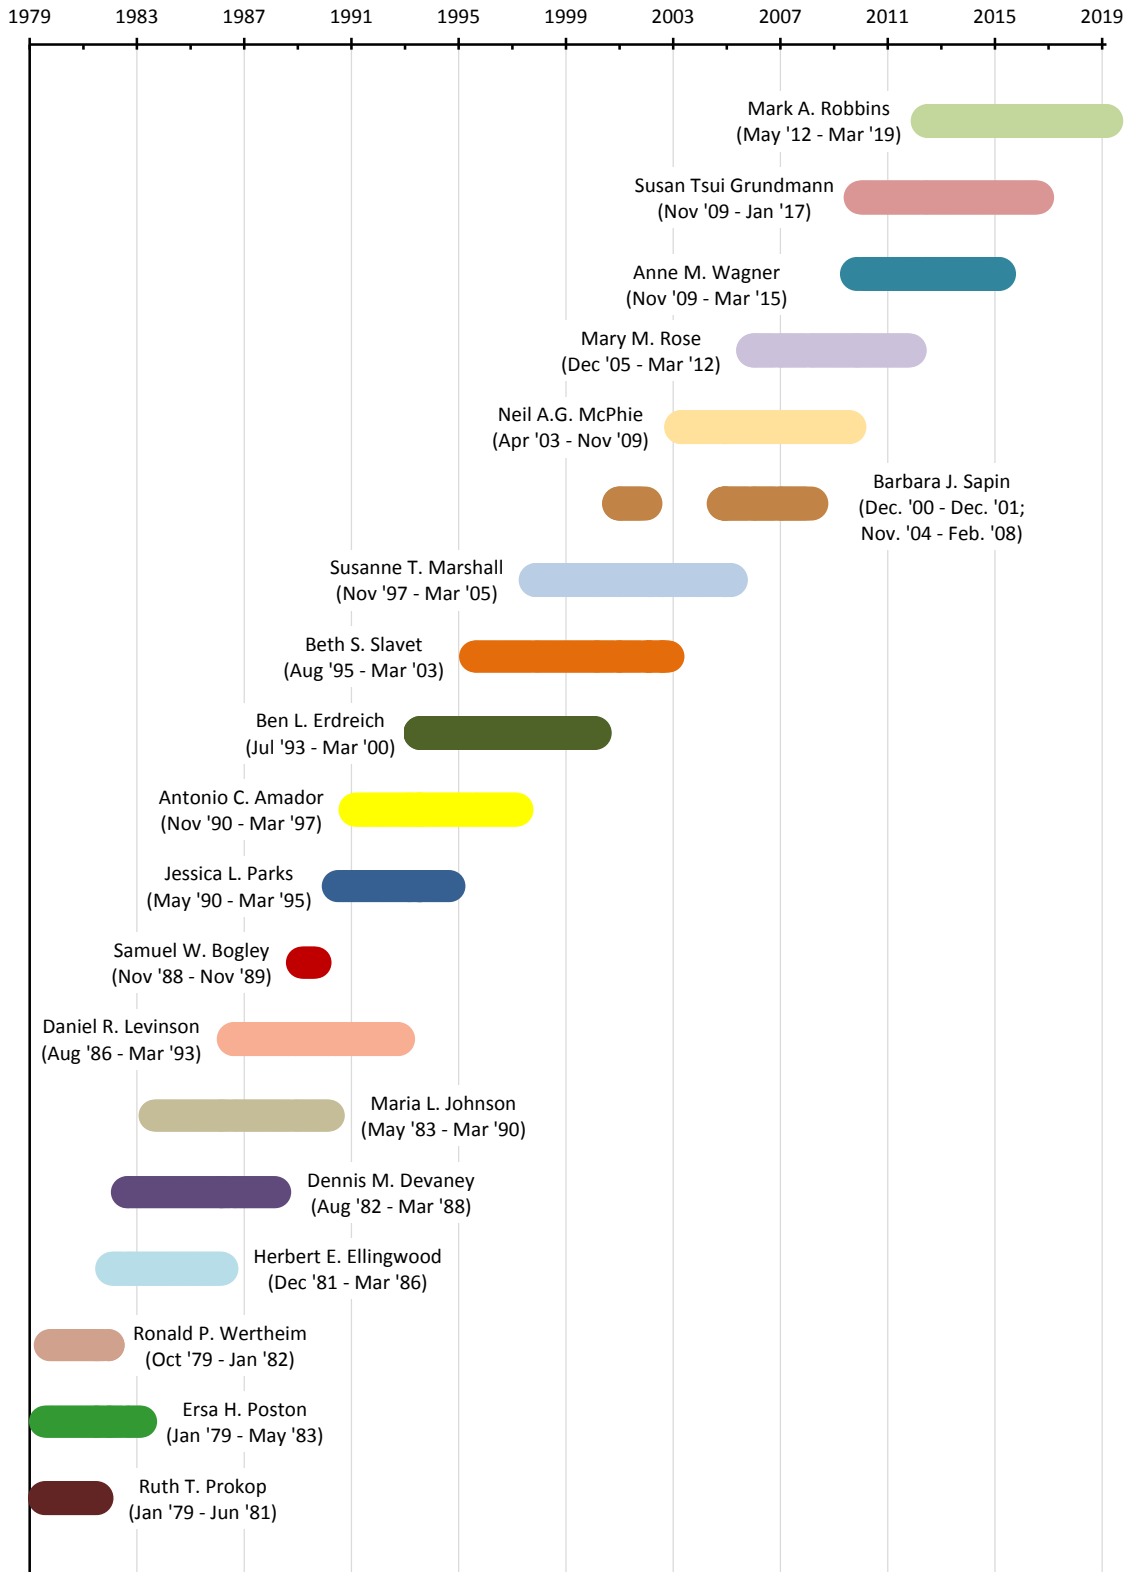 1979 1983 1987 1991 1995 1999 2003 2007 2011 2015 2019
Mark A. Robbins
(May '12 - Mar '19)
Susan Tsui Grundmann
(Nov '09 - Jan '17)
Anne M. Wagner
(Nov '09 - Mar '15)
Mary M. Rose
(Dec '05 - Mar '12)
Neil A.G. McPhie
(Apr '03 - Nov '09)
Barbara J. Sapin
(Dec. '00 - Dec. '01;
Nov. '04 - Feb. '08)
Susanne T. Marshall
(Nov '97 - Mar '05)
Beth S. Slavet
(Aug '95 - Mar '03)
Ben L. Erdreich
(Jul '93 - Mar '00)
Antonio C. Amador
(Nov '90 - Mar '97)
Jessica L. Parks
(May '90 - Mar '95)
Samuel W. Bogley
(Nov '88 - Nov '89)
Daniel R. Levinson
(Aug '86 - Mar '93)
Maria L. Johnson
(May '83 - Mar '90)
Dennis M. Devaney
(Aug '82 - Mar '88)
Herbert E. Ellingwood
(Dec '81 - Mar '86)
Ronald P. Wertheim
(Oct '79 - Jan '82)
Ersa H. Poston
(Jan '79 - May '83)
Ruth T. Prokop
(Jan '79 - Jun '81)